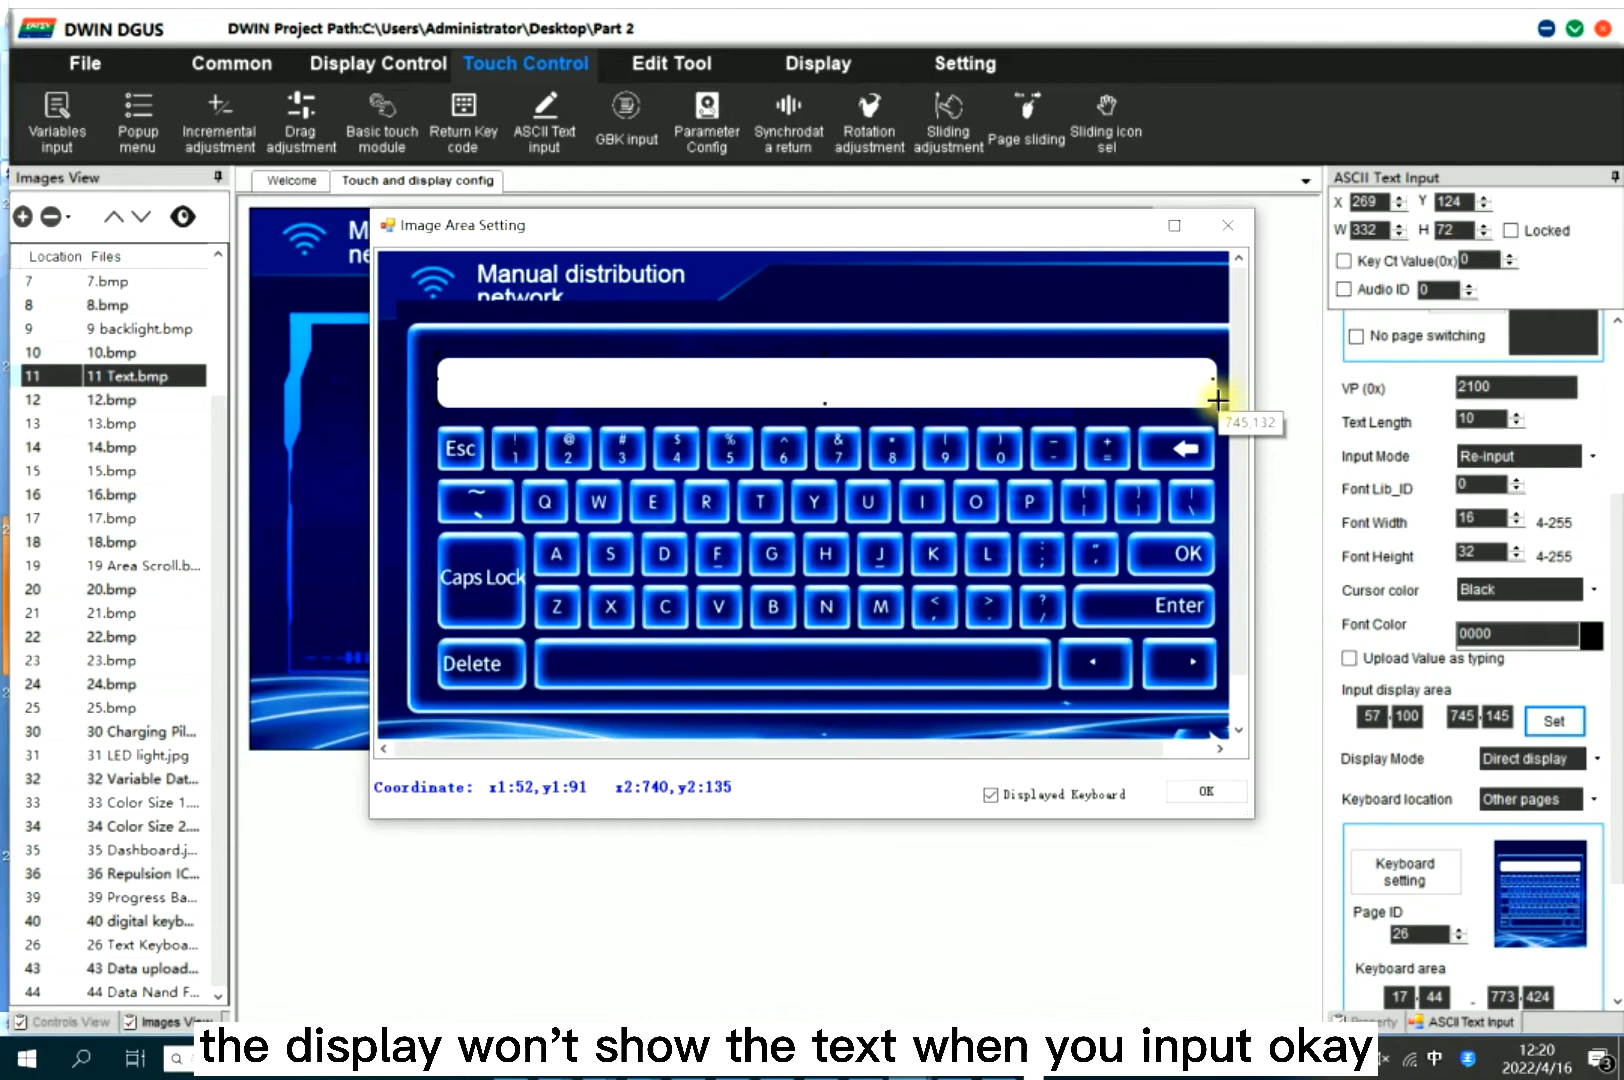 DWIN DGUS
DWIN Project Path:C:\Users\Administrator\Desktop\Part 2
File Common Display Control Touch Control Edit Tool Display Setting
Variables input
Popup menu
Incremental adjustment
Drag adjustment
Basic touch module
Return Key code
ASCII Text input
GBK input
Parameter Config
Synchrodat a return
Rotation adjustment
Sliding adjustment
Page sliding
Sliding icon sel
Images View
Location Files
7 7.bmp
8 8.bmp
9 9 backlight.bmp
10 10.bmp
11 11 Text.bmp
12 12.bmp
13 13.bmp
14 14.bmp
15 15.bmp
16 16.bmp
17 17.bmp
18 18.bmp
19 19 Area Scroll.b...
20 20.bmp
21 21.bmp
22 22.bmp
23 23.bmp
24 24.bmp
25 25.bmp
30 30 Charging Pil...
31 31 LED light.jpg
32 32 Variable Dat...
33 33 Color Size 1....
34 34 Color Size 2....
35 35 Dashboard.j...
36 36 Repulsion IC...
39 39 Progress Ba...
40 40 digital keyb...
26 26 Text Keyboa...
43 43 Data upload...
44 44 Data Nand F...
Controls View Images View
Welcome Touch and display config
Image Area Setting
Manual distribution
network
745,132
Esc ! 1 @ 2 # 3 $ 4 % 5 ^ 6 & 7 * 8 ( 9 ) 0 - - + =
~ Q W E R T Y U I O P { [ } ] | \
Caps Lock A S D F G H J K L : ; " , OK
Z X C V B N M < , > . ? / Enter
Delete
Coordinate: x1:52,y1:91 x2:740,y2:135
Displayed Keyboard OK
ASCII Text Input
X 269 Y 124
W 332 H 72 Locked
Key Ct Value(0x) 0
Audio ID 0
No page switching
VP (0x) 2100
Text Length 10
Input Mode Re-input
Font Lib_ID 0
Font Width 16 4-255
Font Height 32 4-255
Cursor color Black
Font Color 0000
Upload Value as typing
Input display area
57 100 745 145 Set
Display Mode Direct display
Keyboard location Other pages
Keyboard setting
Page ID
26
Keyboard area
17 44 - 773 424
Property ASCII Text Input
the display won't show the text when you input okay
中
12:20
2022/4/16
3